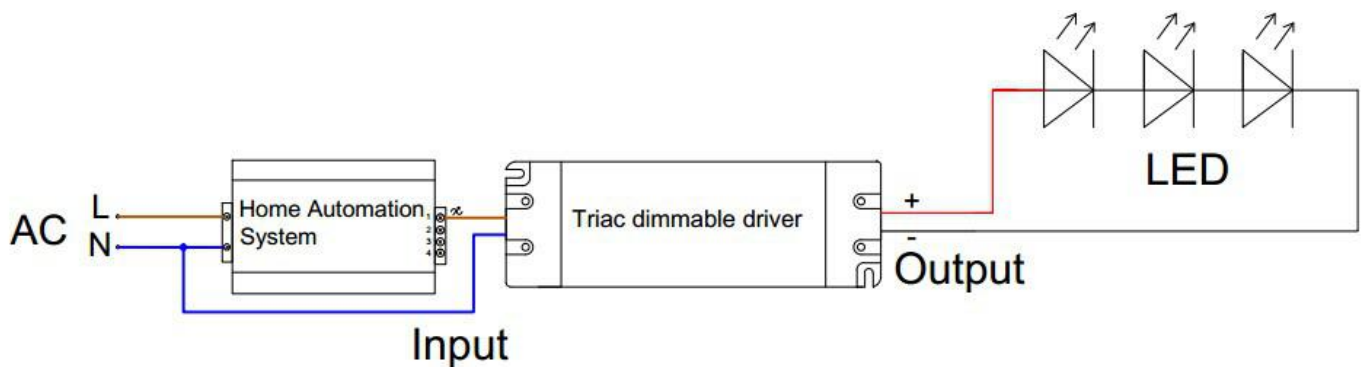 LED
AC
L
N
Home Automation
System
1
2
3
4
Triac dimmable driver
+
-
Output
Input